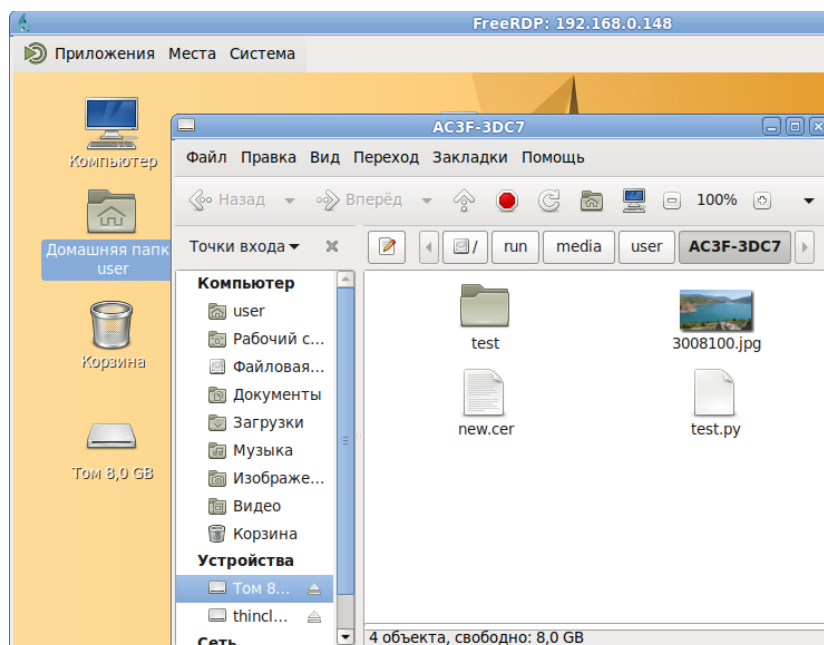 FreeRDP: 192.168.0.148
Приложения Места Система
Компьютер
Домашняя папк
user
Корзина
Том 8,0 GB
AC3F-3DC7
Файл Правка Вид Переход Закладки Помощь
Назад Вперёд 100%
Точки входа / run media user AC3F-3DC7
Компьютер
user
Рабочий с...
Файловая...
Документы
Загрузки
Музыка
Изображе...
Видео
Корзина
Устройства
Том 8...
thincl...
Сеть
test
3008100.jpg
new.cer
test.py
4 объекта, свободно: 8,0 GB